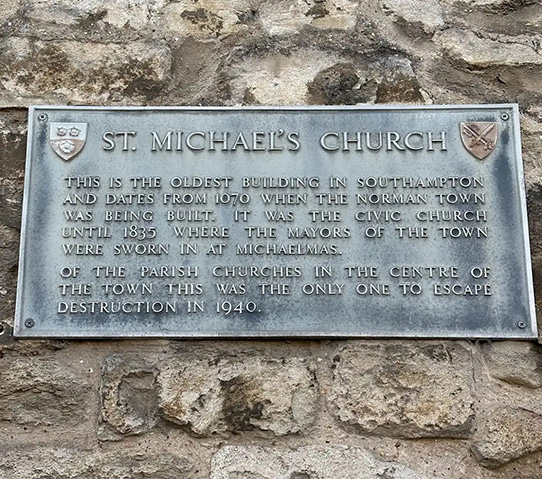 ST. MICHAEL'S CHURCH
THIS IS THE OLDEST BUILDING IN SOUTHAMPTON
AND DATES FROM 1070 WHEN THE NORMAN TOWN
WAS BEING BUILT. IT WAS THE CIVIC CHURCH
UNTIL 1835 WHERE THE MAYORS OF THE TOWN
WERE SWORN IN AT MICHAELMAS.
OF THE PARISH CHURCHES IN THE CENTRE OF
THE TOWN THIS WAS THE ONLY ONE TO ESCAPE
DESTRUCTION IN 1940.